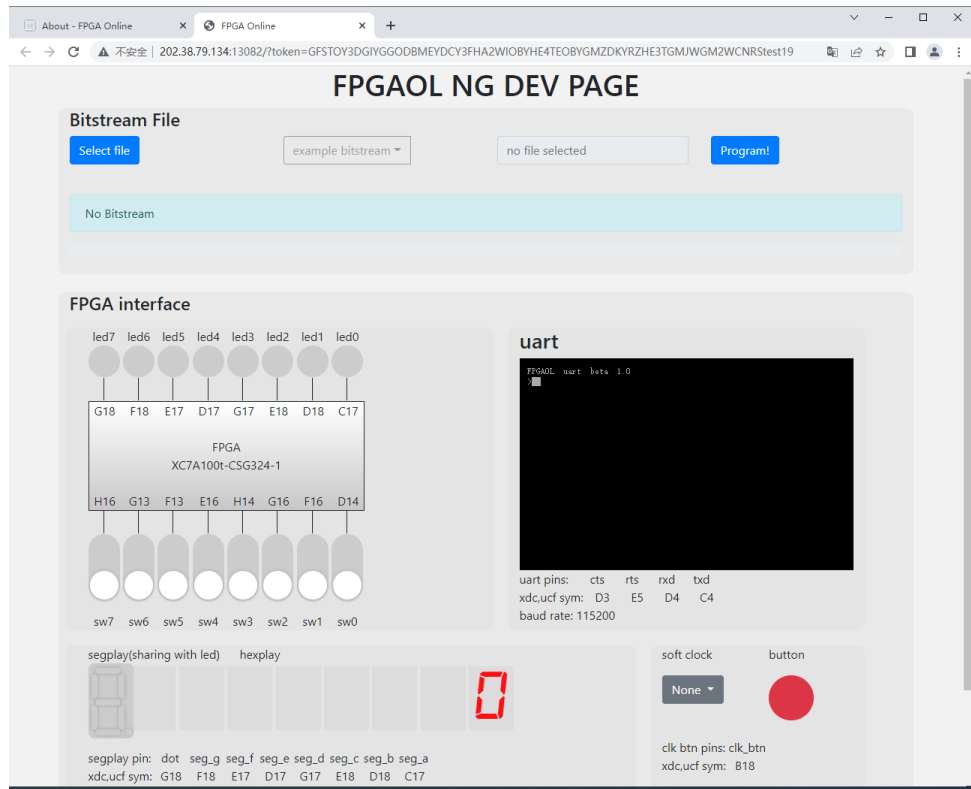 About - FPGA Online
FPGA Online
不安全 202.38.79.134:13082/?token=GFSTOY3DGIYGGODBMEYDCY3FHA2WIOBYHE4TEOBYGMZDKYRZHE3TGMJWGM2WCNRStest19
FPGAOL NG DEV PAGE
Bitstream File
Select file example bitstream no file selected Program!
No Bitstream
FPGA interface
led7 led6 led5 led4 led3 led2 led1 led0
G18 F18 E17 D17 G17 E18 D18 C17
FPGA
XC7A100t-CSG324-1
H16 G13 F13 E16 H14 G16 F16 D14
sw7 sw6 sw5 sw4 sw3 sw2 sw1 sw0
uart
FPGAOL uart beta 1.0
>
uart pins: cts rts rxd txd
xdc,ucf sym: D3 E5 D4 C4
baud rate: 115200
segplay(sharing with led) hexplay
0
segplay pin: dot seg_g seg_f seg_e seg_d seg_c seg_b seg_a
xdc,ucf sym: G18 F18 E17 D17 G17 E18 D18 C17
soft clock button
None
clk btn pins: clk_btn
xdc,ucf sym: B18